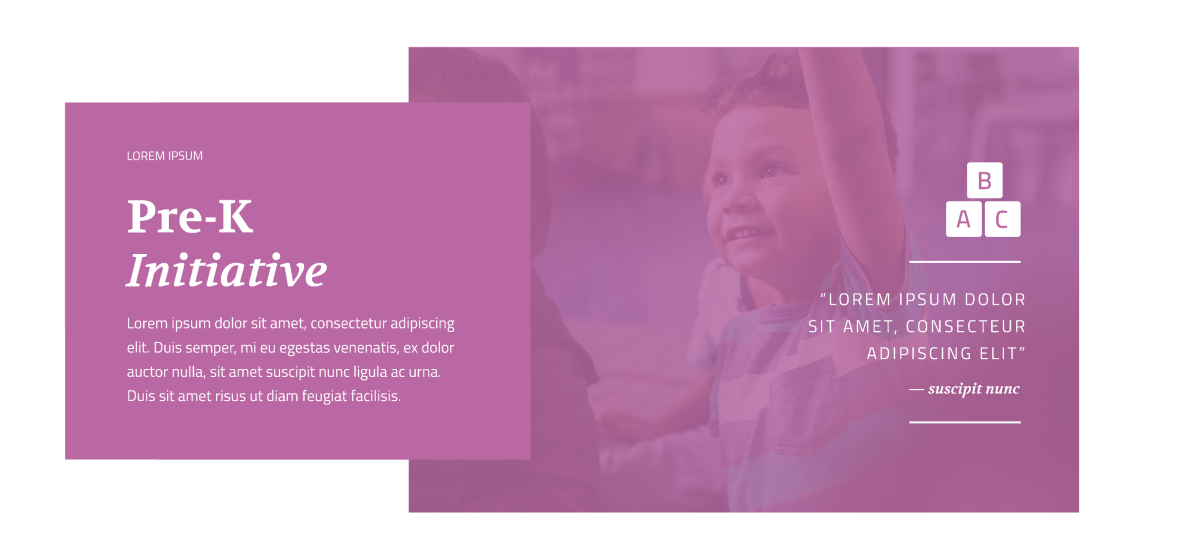 LOREM IPSUM
Pre-K
Initiative
Lorem ipsum dolor sit amet, consectetur adipiscing
elit. Duis semper, mi eu egestas venenatis, ex dolor
auctor nulla, sit amet suscipit nunc ligula ac urna.
Duis sit amet risus ut diam feugiat facilisis.
B
A C
“LOREM IPSUM DOLOR
SIT AMET, CONSECTEUR
ADIPISCING ELIT”
— suscipit nunc